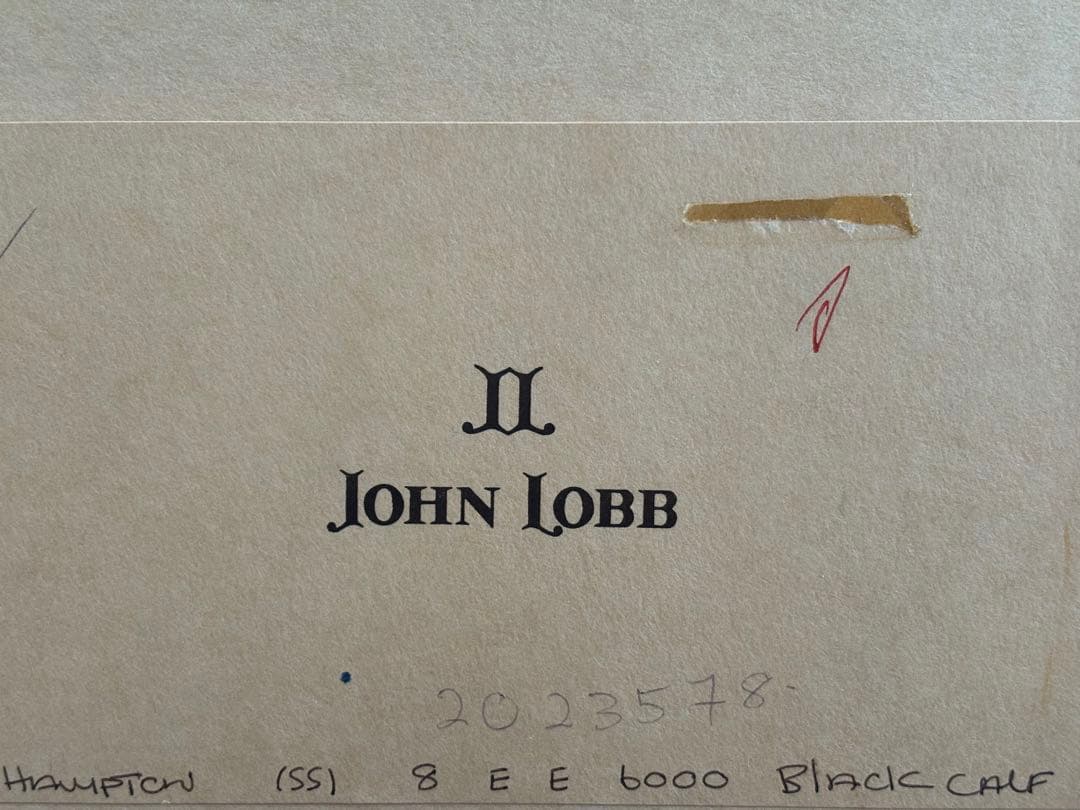 JL
JOHN LOBB
2023578
HAMPTON (SS) 8 E E 6000 BLACK CALF